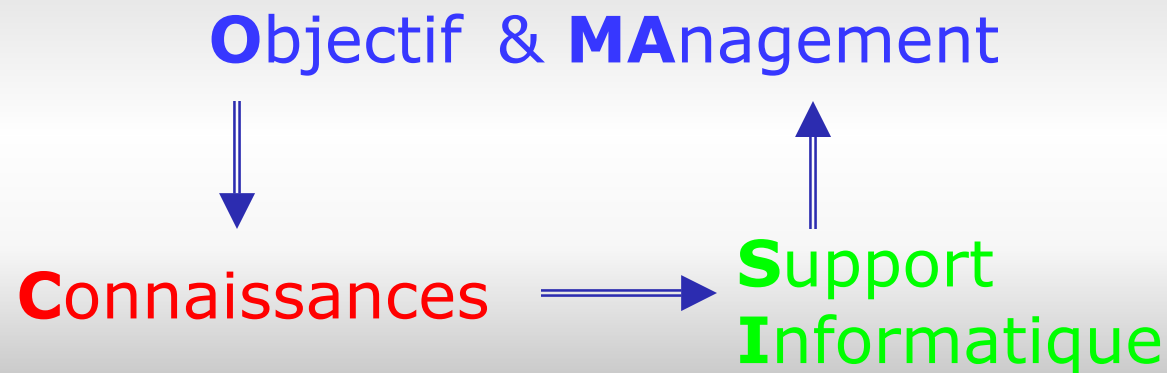 Objectif & MAnagement
Connaissances
Support
Informatique